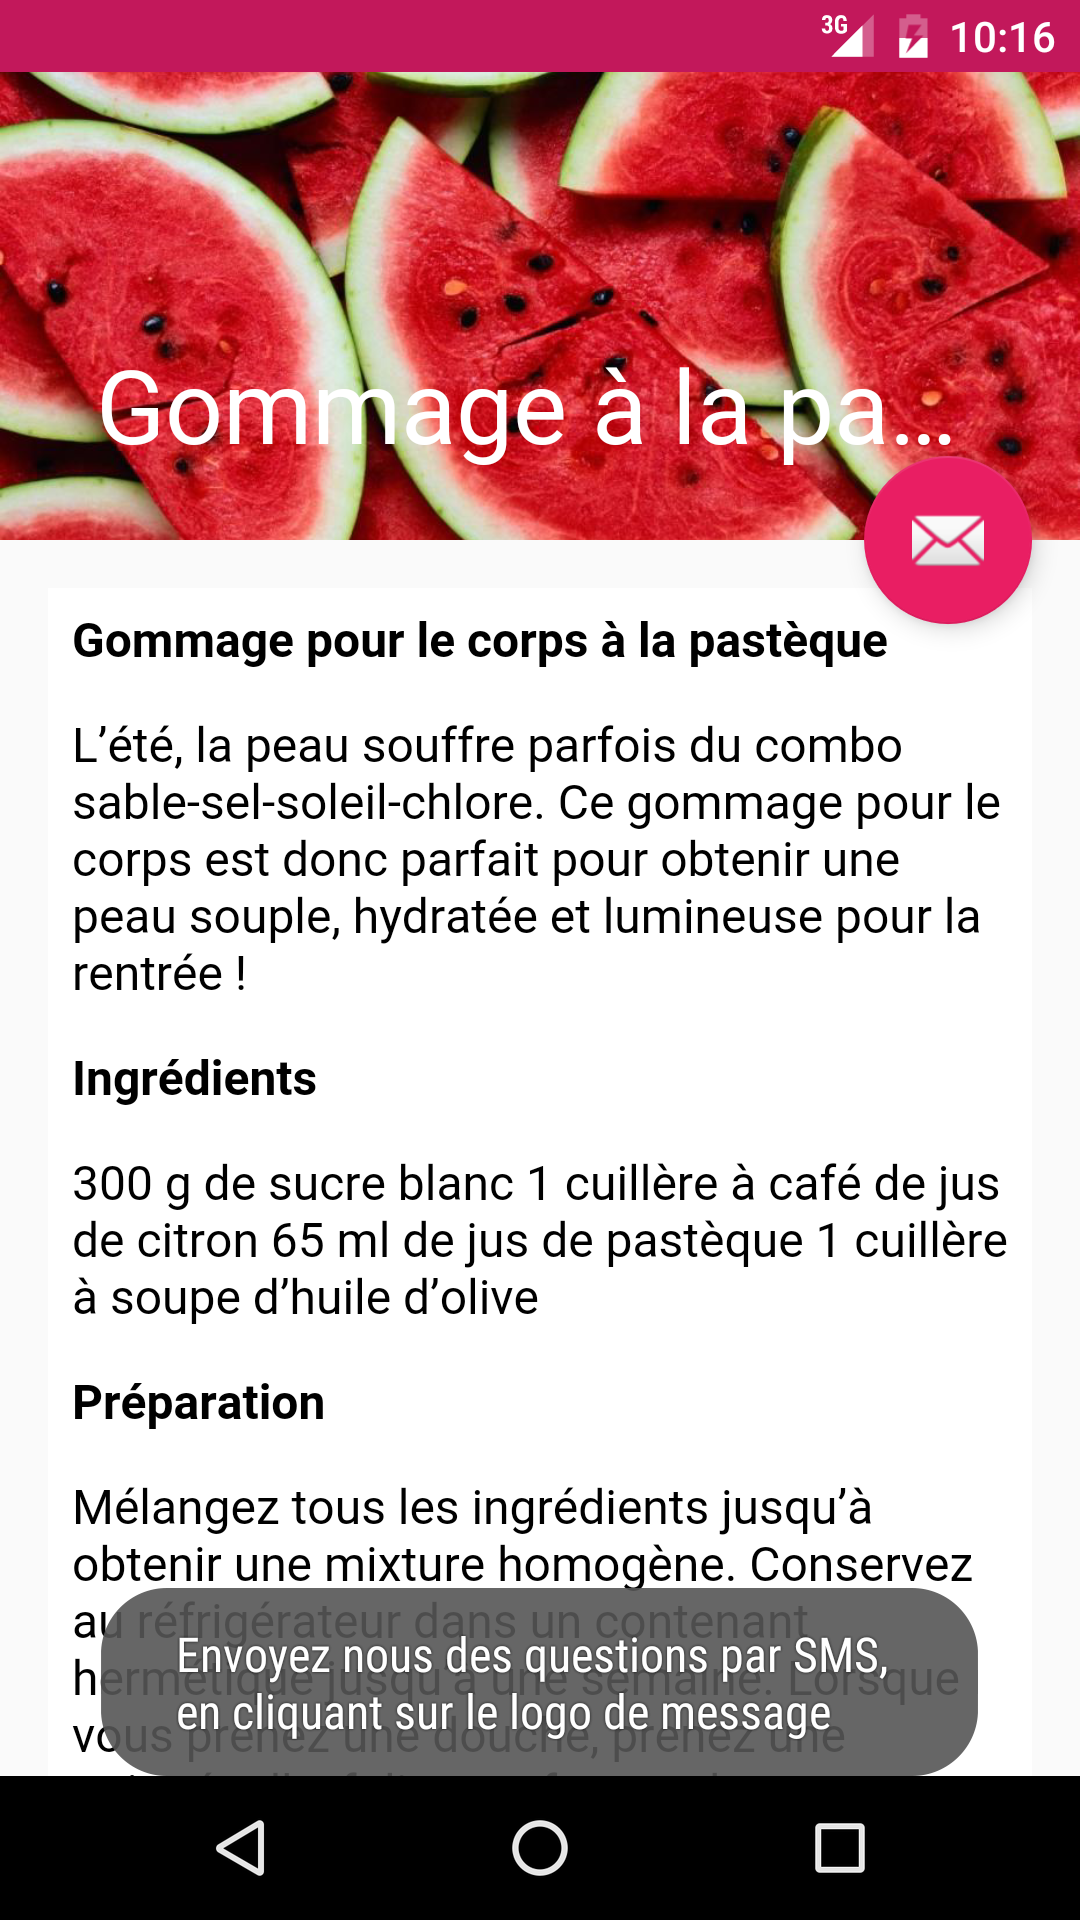 3G 10:16
Gommage à la pa...
Gommage pour le corps à la pastèque
L’été, la peau souffre parfois du combo
sable-sel-soleil-chlore. Ce gommage pour le
corps est donc parfait pour obtenir une
peau souple, hydratée et lumineuse pour la
rentrée !
Ingrédients
300 g de sucre blanc 1 cuillère à café de jus
de citron 65 ml de jus de pastèque 1 cuillère
à soupe d’huile d’olive
Préparation
Mélangez tous les ingrédients jusqu’à
obtenir une mixture homogène. Conservez
au réfrigérateur dans un contenant
hermétique jusqu’à une semaine. Lorsque
vous prenez une douche, prenez une
Envoyez nous des questions par SMS,
en cliquant sur le logo de message